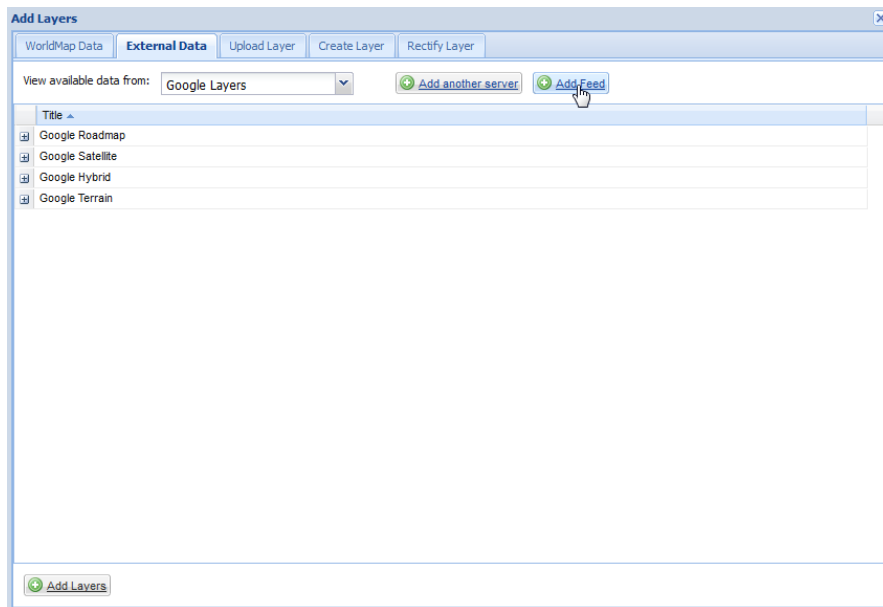 Add Layers
WorldMap Data External Data Upload Layer Create Layer Rectify Layer
View available data from: Google Layers Add another server Add Feed
Title
Google Roadmap
Google Satellite
Google Hybrid
Google Terrain
Add Layers